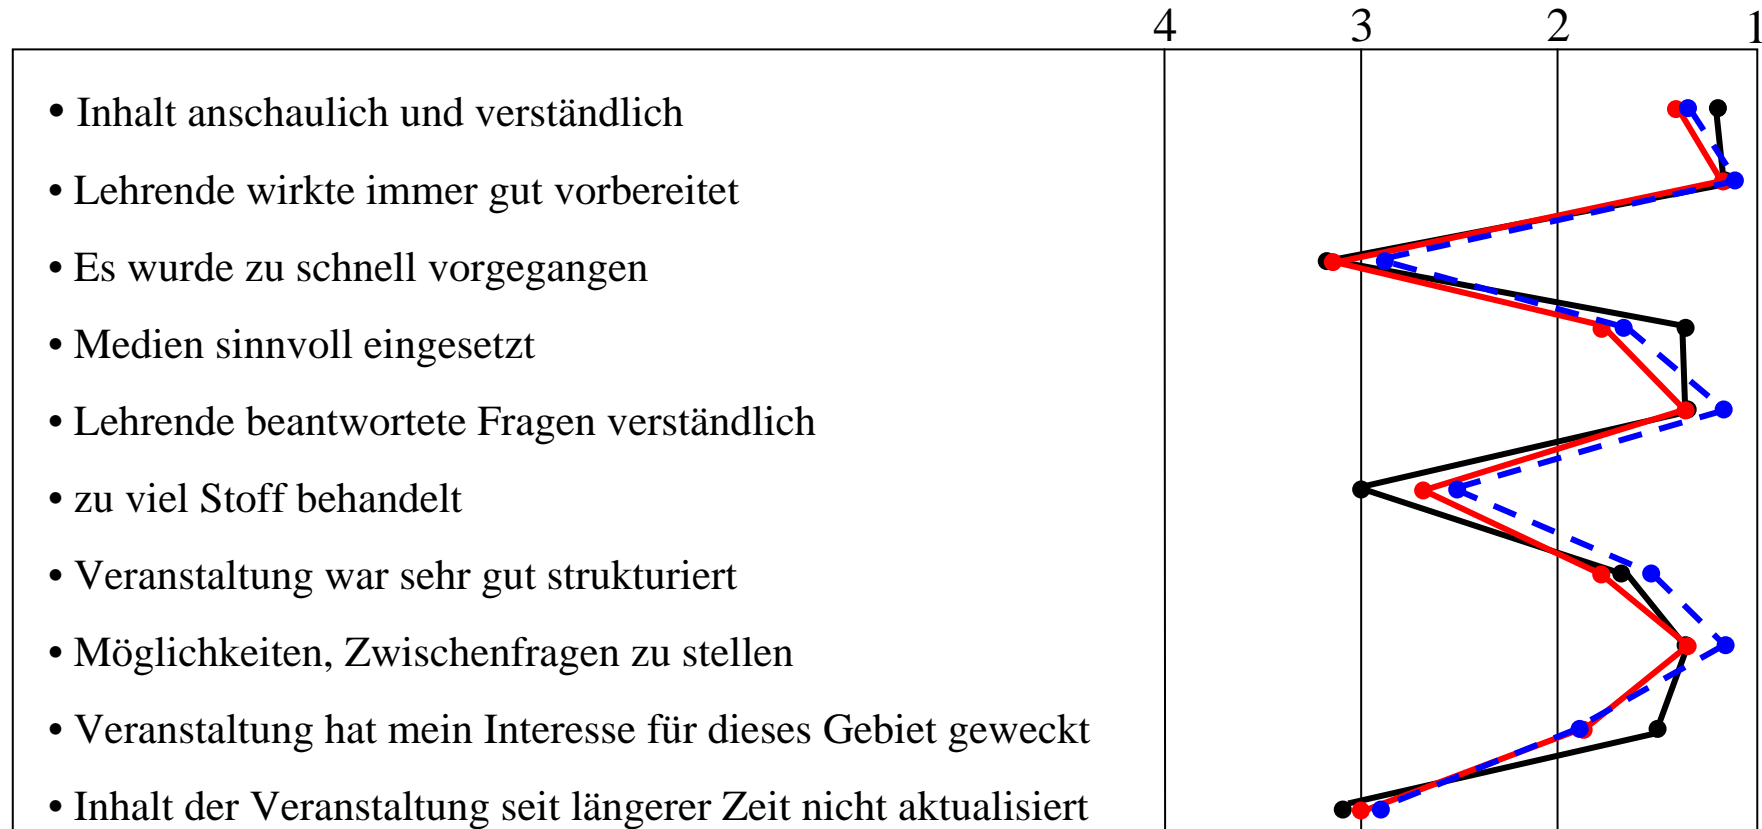 4 3 2 1
• Inhalt anschaulich und verständlich
• Lehrende wirkte immer gut vorbereitet
• Es wurde zu schnell vorgegangen
• Medien sinnvoll eingesetzt
• Lehrende beantwortete Fragen verständlich
• zu viel Stoff behandelt
• Veranstaltung war sehr gut strukturiert
• Möglichkeiten, Zwischenfragen zu stellen
• Veranstaltung hat mein Interesse für dieses Gebiet geweckt
• Inhalt der Veranstaltung seit längerer Zeit nicht aktualisiert